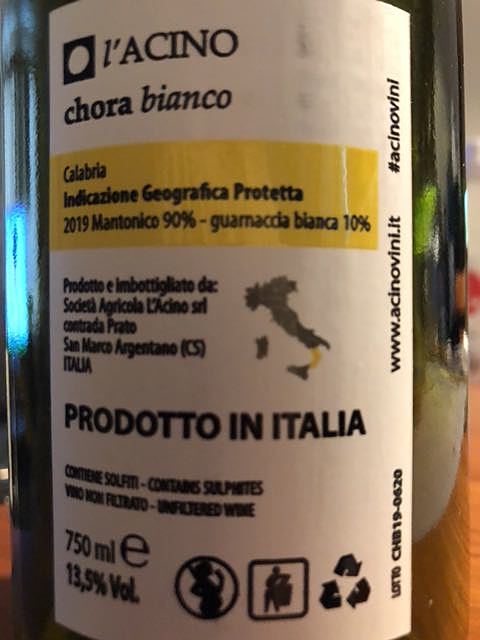 l'ACINO
chora bianco
Calabria
Indicazione Geografica Protetta
2019 Mantonico 90% - guarnaccia bianca 10%
Prodotto e imbottigliato da:
Società Agricola L'Acino srl
contrada Prato
San Marco Argentano (CS)
ITALIA
PRODOTTO IN ITALIA
CONTIENE SOLFITI - CONTAINS SULPHITES
VINO NON FILTRATO - UNFILTERED WINE
750 ml e
13,5% Vol.
www.acinovini.it #acinovini
LOTTO CHB19-0620